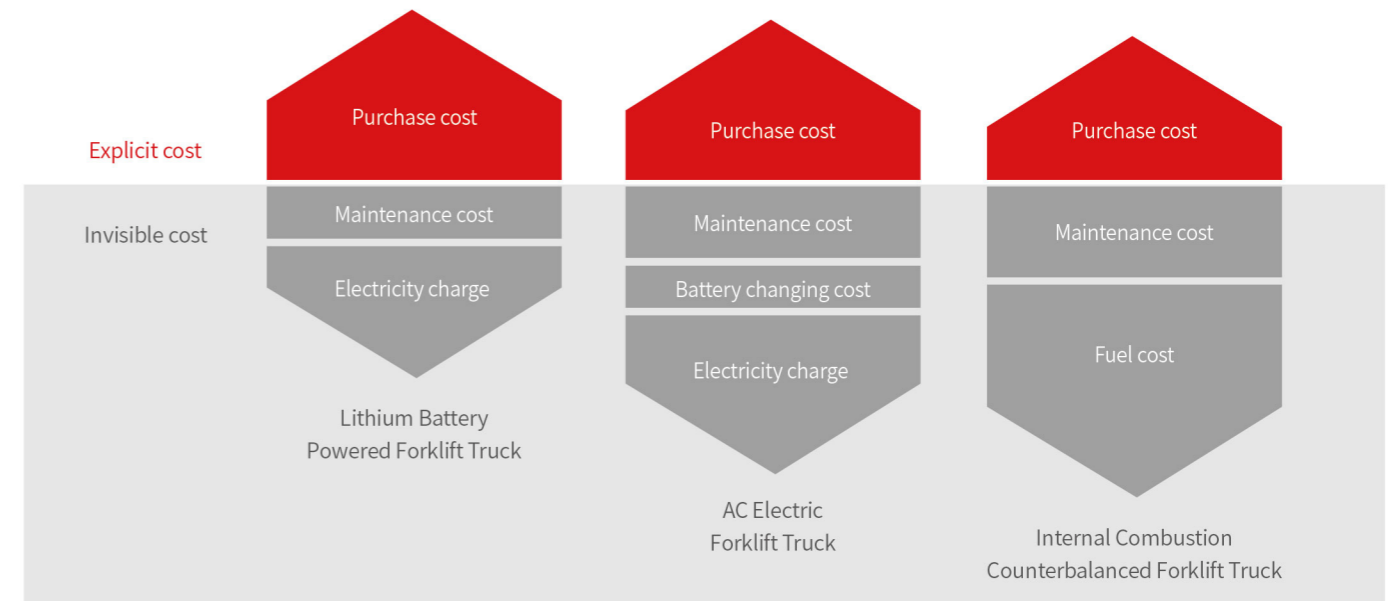 Explicit cost
Invisible cost
Purchase cost
Maintenance cost
Electricity charge
Lithium Battery
Powered Forklift Truck
Purchase cost
Maintenance cost
Battery changing cost
Electricity charge
AC Electric
Forklift Truck
Purchase cost
Maintenance cost
Fuel cost
Internal Combustion
Counterbalanced Forklift Truck